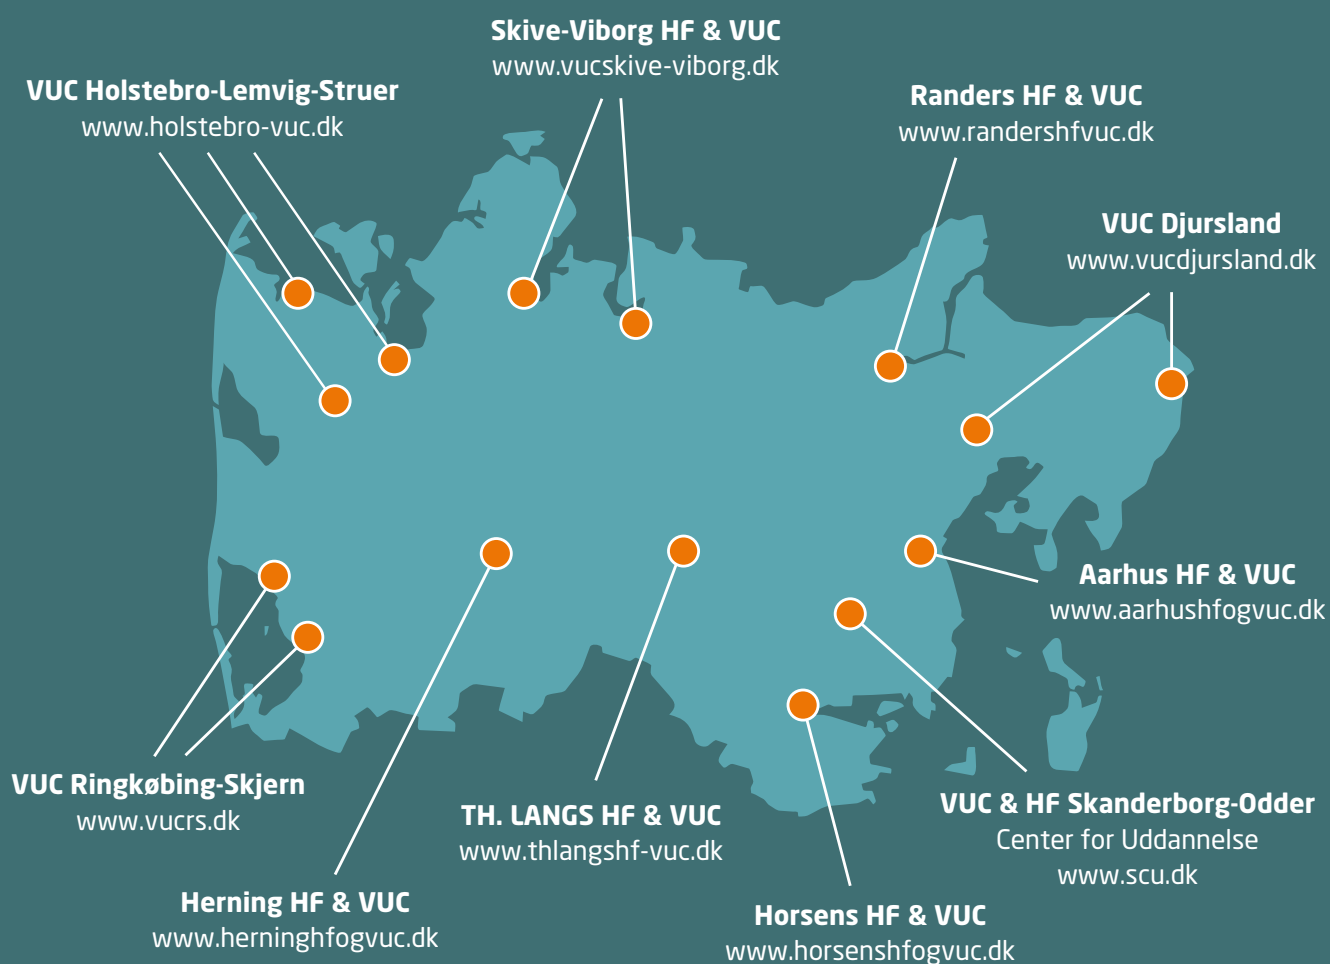 Skive-Viborg HF & VUC
www.vucskive-viborg.dk
VUC Holstebro-Lemvig-Struer
www.holstebro-vuc.dk
Randers HF & VUC
www.randershfvuc.dk
VUC Djursland
www.vucdjursland.dk
Aarhus HF & VUC
www.aarhushfogvuc.dk
VUC Ringkøbing-Skjern
www.vucrs.dk
TH. LANGS HF & VUC
www.thlangshf-vuc.dk
VUC & HF Skanderborg-Odder
Center for Uddannelse
www.scu.dk
Herning HF & VUC
www.herninghfogvuc.dk
Horsens HF & VUC
www.horsenshfogvuc.dk